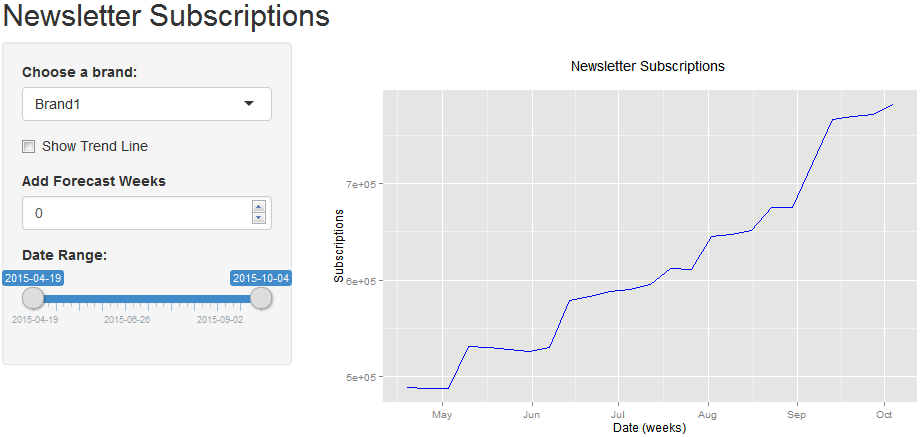 Newsletter Subscriptions
Choose a brand:
Brand1
Show Trend Line
Add Forecast Weeks
0
Date Range:
2015-04-19 2015-10-04
2015-04-19 2015-06-26 2015-09-02
Newsletter Subscriptions
Subscriptions
7e+05
6e+05
5e+05
May Jun Jul Aug Sep Oct
Date (weeks)